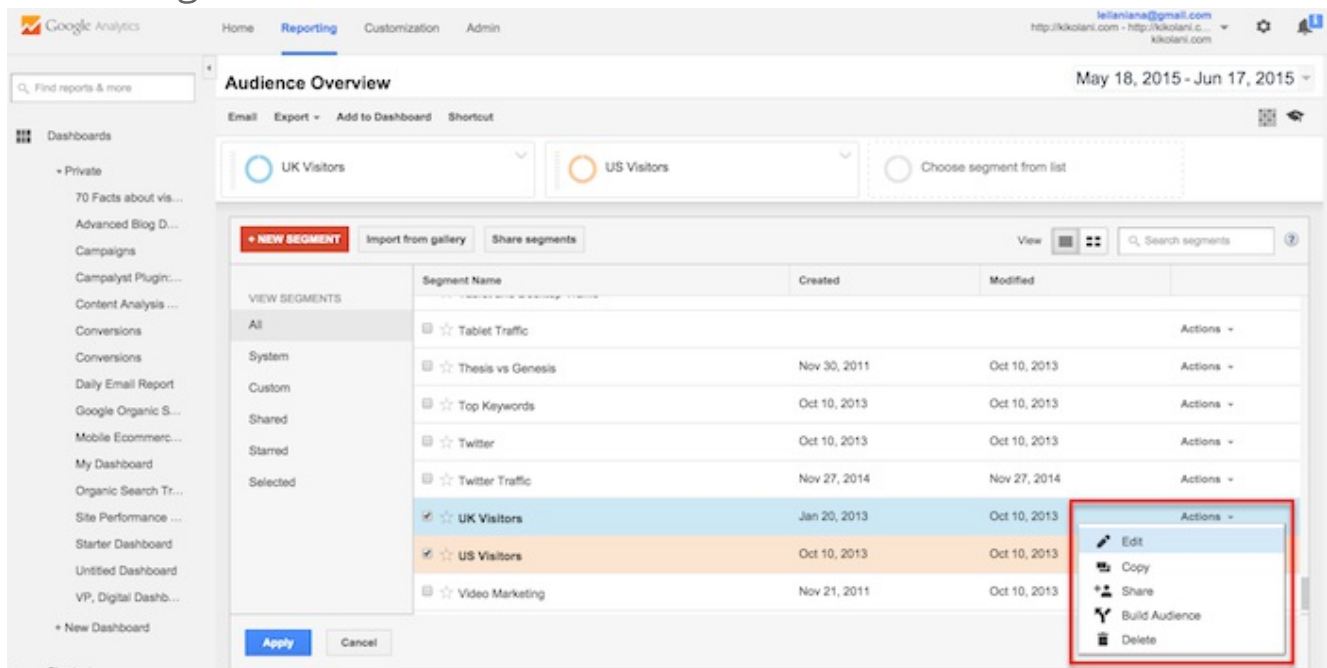 Google Analytics
Home Reporting Customization Admin
leilaniana@gmail.com
http://kikolani.com - http://kikolani.c...
kikolani.com
1
Find reports & more
Audience Overview
May 18, 2015 - Jun 17, 2015
Email Export Add to Dashboard Shortcut
Dashboards
Private
70 Facts about vis...
Advanced Blog D...
Campaigns
Campalyst Plugin:...
Content Analysis ...
Conversions
Conversions
Daily Email Report
Google Organic S...
Mobile Ecommerc...
My Dashboard
Organic Search Tr...
Site Performance ...
Starter Dashboard
Untitled Dashboard
VP, Digital Dashb...
+ New Dashboard
UK Visitors
US Visitors
Choose segment from list
+ NEW SEGMENT Import from gallery Share segments
View
Search segments
?
VIEW SEGMENTS
All
System
Custom
Shared
Starred
Selected
Segment Name Created Modified
Tablet Traffic Actions
Thesis vs Genesis Nov 30, 2011 Oct 10, 2013 Actions
Top Keywords Oct 10, 2013 Oct 10, 2013 Actions
Twitter Oct 10, 2013 Oct 10, 2013 Actions
Twitter Traffic Nov 27, 2014 Nov 27, 2014 Actions
UK Visitors Jan 20, 2013 Oct 10, 2013 Actions
US Visitors Oct 10, 2013 Oct 10, 2013
Video Marketing Nov 21, 2011 Oct 10, 2013
Edit
Copy
Share
Build Audience
Delete
Apply Cancel